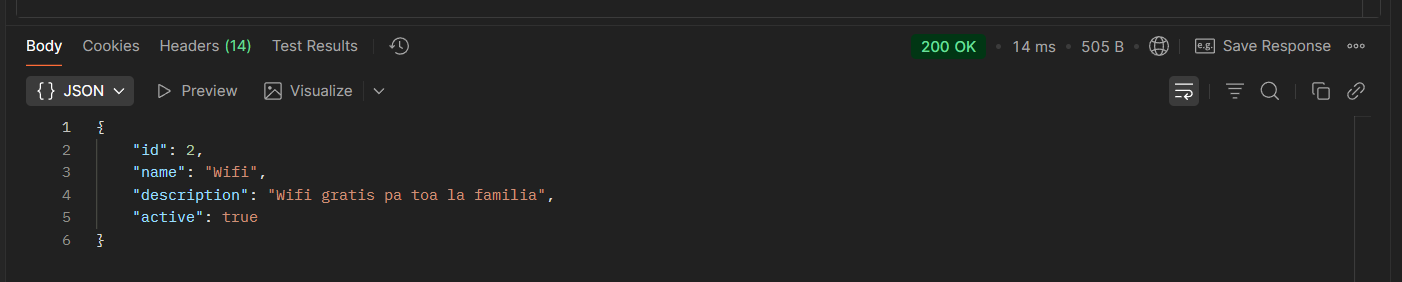 Body Cookies Headers (14) Test Results 200 OK • 14 ms • 505 B • e.g. Save Response
{} JSON Preview Visualize
1 {
2 "id": 2,
3 "name": "Wifi",
4 "description": "Wifi gratis pa toa la familia",
5 "active": true
6 }